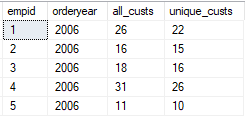 empid orderyear all_custs unique_custs
1 2006 26 22
2 2006 16 15
3 2006 18 16
4 2006 31 26
5 2006 11 10